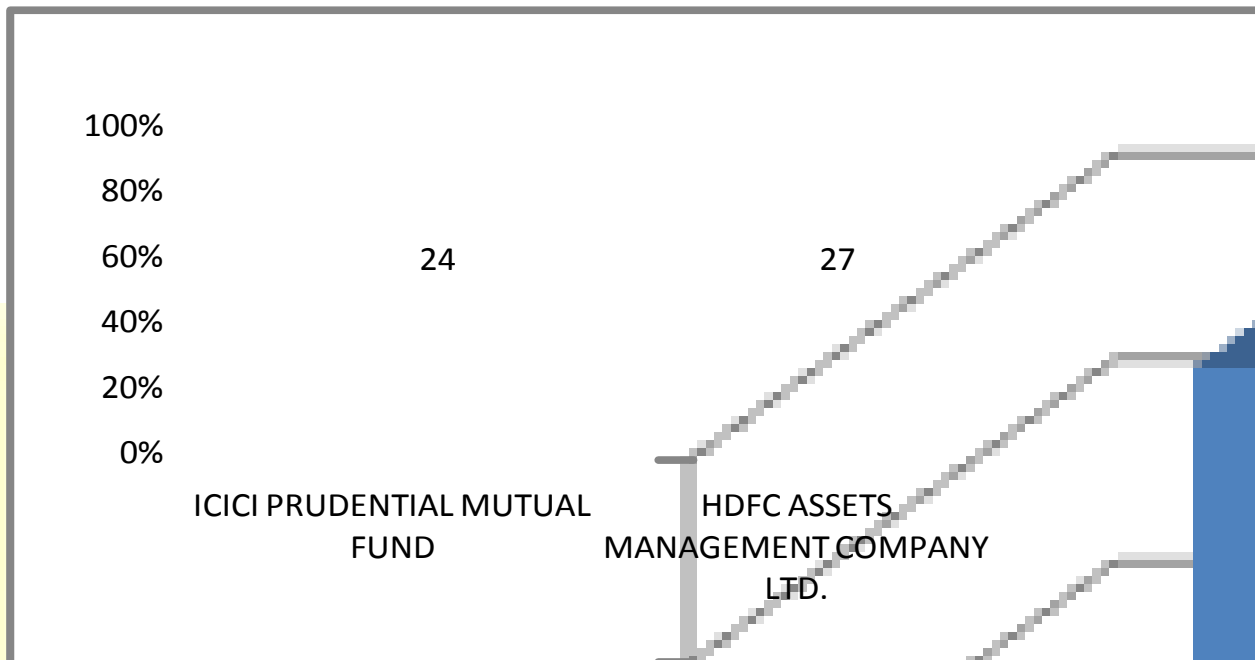 100%
80%
60%
40%
20%
0%
24
27
ICICI PRUDENTIAL MUTUAL
FUND
HDFC ASSETS
MANAGEMENT COMPANY
LTD.